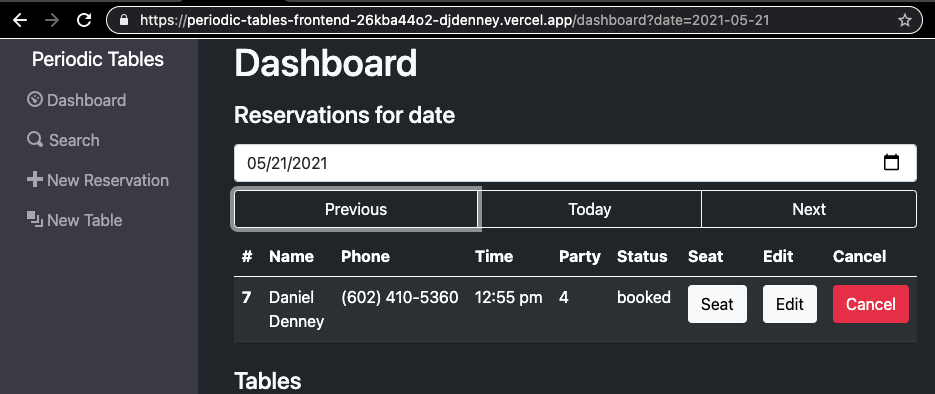 https://periodic-tables-frontend-26kba44o2-djdenney.vercel.app/dashboard?date=2021-05-21
Periodic Tables
Dashboard
Search
New Reservation
New Table
Dashboard
Reservations for date
05/21/2021
Previous Today Next
# Name Phone Time Party Status Seat Edit Cancel
7 Daniel Denney (602) 410-5360 12:55 pm 4 booked Seat Edit Cancel
Tables